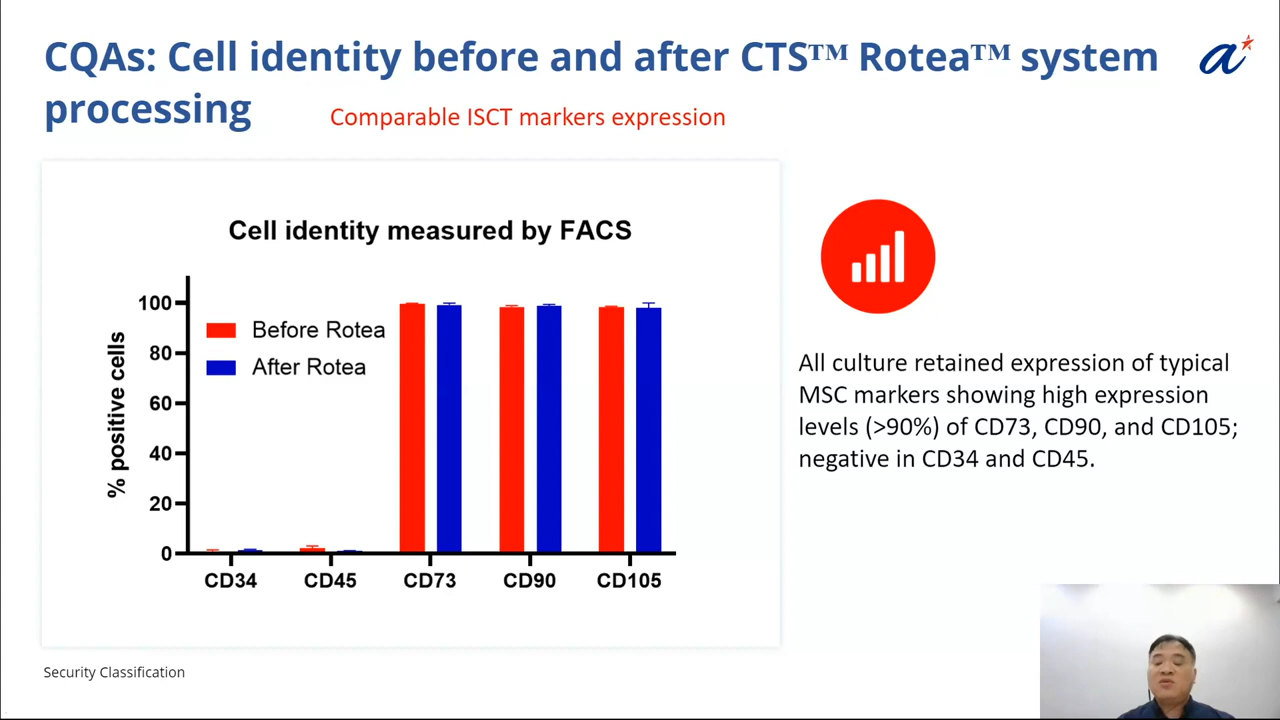 CQAs: Cell identity before and after CTS™ Rotea™ system
processing
Comparable ISCT markers expression
Cell identity measured by FACS
% positive cells
100
80
60
40
20
0
Before Rotea
After Rotea
CD34 CD45 CD73 CD90 CD105
All culture retained expression of typical
MSC markers showing high expression
levels (>90%) of CD73, CD90, and CD105;
negative in CD34 and CD45.
Security Classification